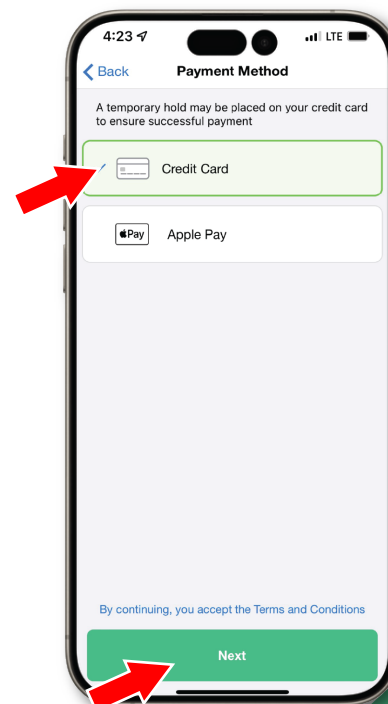 4:23 LTE
Back Payment Method
A temporary hold may be placed on your credit card
to ensure successful payment
Credit Card
Pay Apple Pay
By continuing, you accept the Terms and Conditions
Next